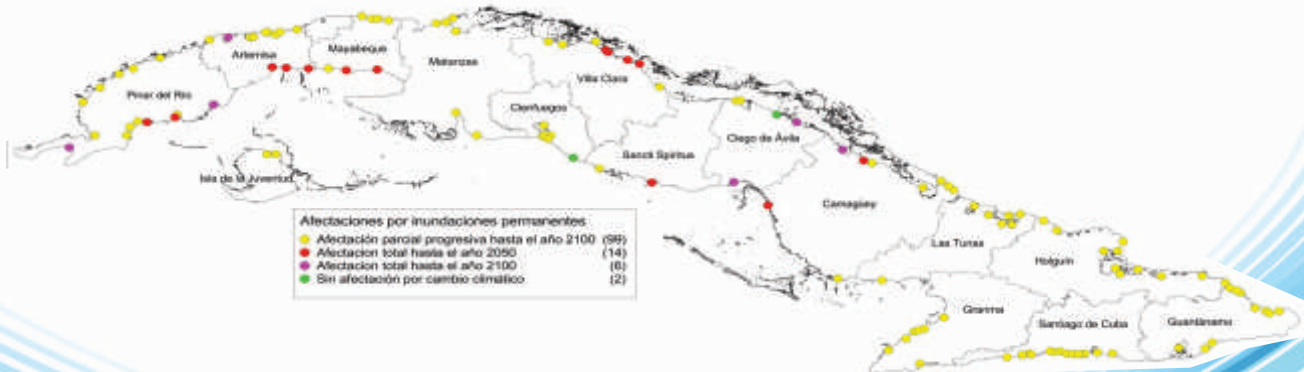 Artemisa
Mayabeque
Matanzas
Villa Clara
Pinar del Río
Cienfuegos
Ciego de Ávila
Sancti Spíritus
Isla de la Juventud
Camagüey
Las Tunas
Holguín
Granma
Santiago de Cuba
Guantánamo
Afectaciones por inundaciones permanentes
Afectación parcial progresiva hasta el año 2100 (99)
Afectacion total hasta el año 2050 (14)
Afectacion total hasta el año 2100 (6)
Sin afectación por cambio climático (2)